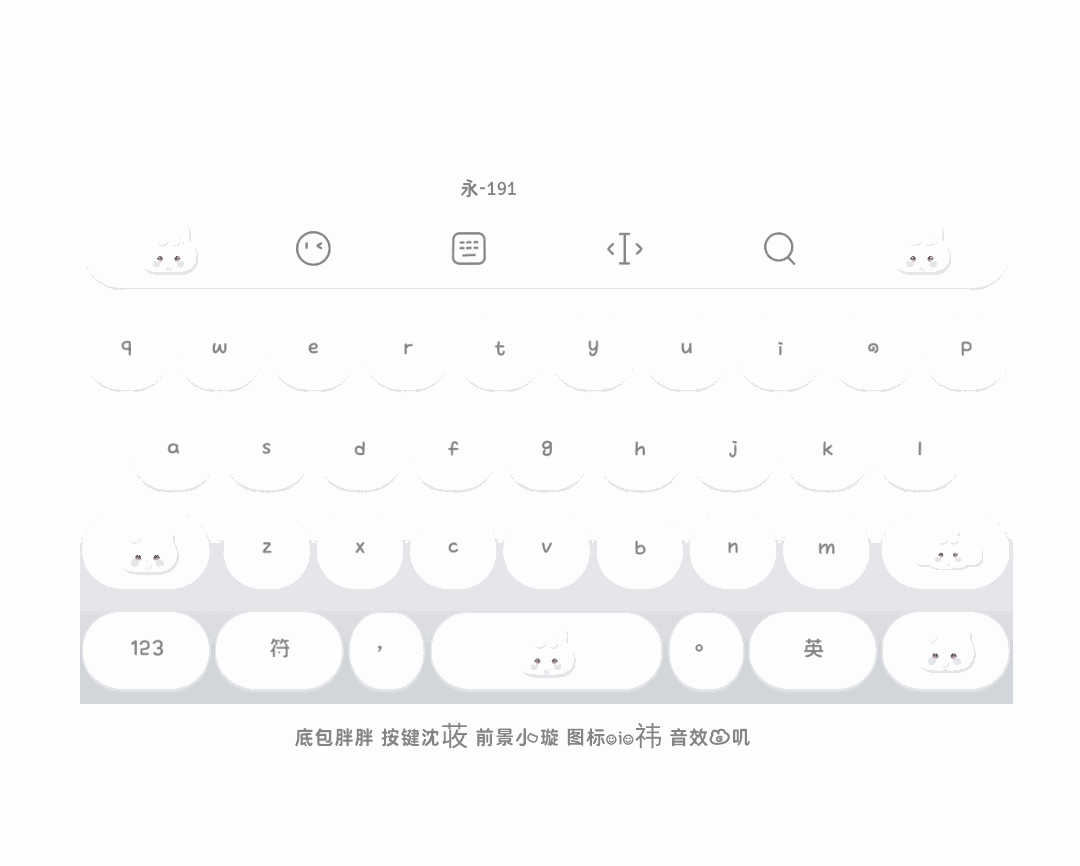 永-191
q w e r t y u i o p
a s d f g h j k l
z x c v b n m
123 符 , 。 英
底包胖胖 按键沈䒘 前景小璇 图标☺i☺祎 音效叽